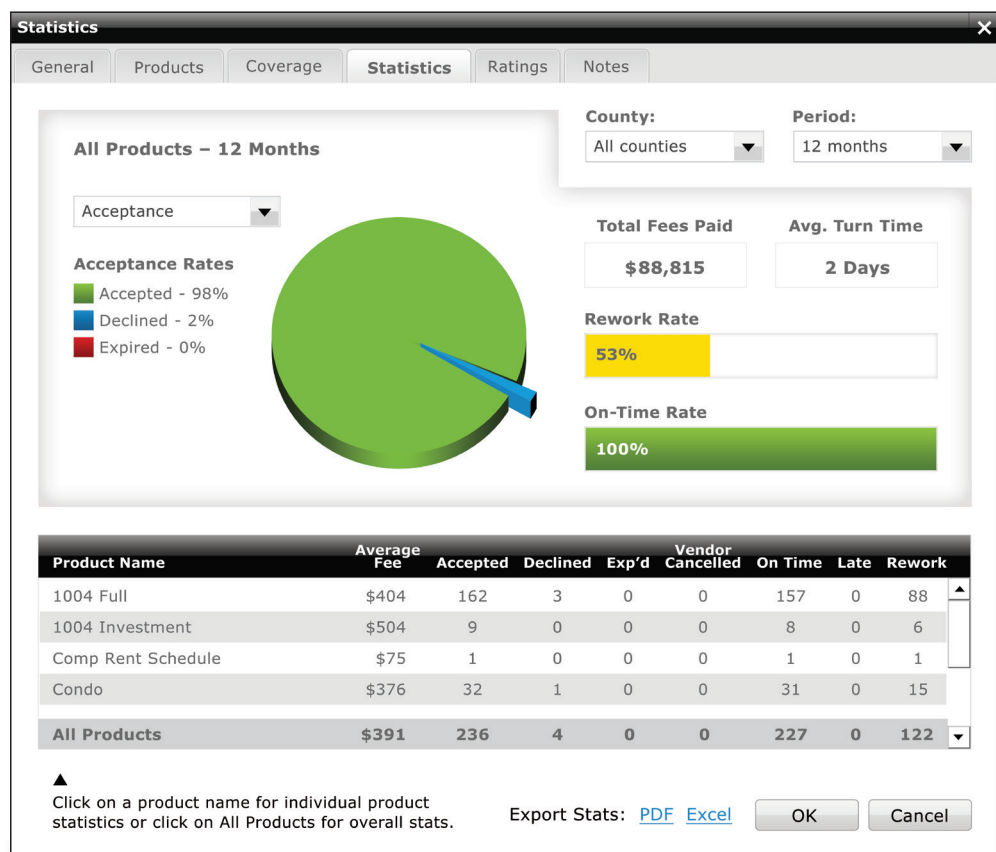 Statistics
General Products Coverage Statistics Ratings Notes
County: Period:
All counties 12 months
All Products – 12 Months
Acceptance
Acceptance Rates
Accepted - 98%
Declined - 2%
Expired - 0%
Total Fees Paid Avg. Turn Time
$88,815 2 Days
Rework Rate
53%
On-Time Rate
100%
Product Name Average Fee Accepted Declined Exp’d Vendor Cancelled On Time Late Rework
1004 Full $404 162 3 0 0 157 0 88
1004 Investment $504 9 0 0 0 8 0 6
Comp Rent Schedule $75 1 0 0 0 1 0 1
Condo $376 32 1 0 0 31 0 15
All Products $391 236 4 0 0 227 0 122
Click on a product name for individual product
statistics or click on All Products for overall stats.
Export Stats: PDF Excel OK Cancel